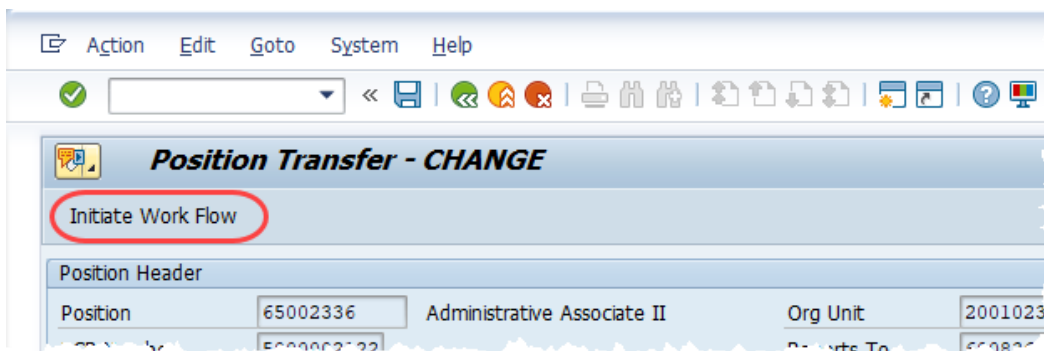 Action Edit Goto System Help
Position Transfer - CHANGE
Initiate Work Flow
Position Header
Position 65002336 Administrative Associate II Org Unit 2001023